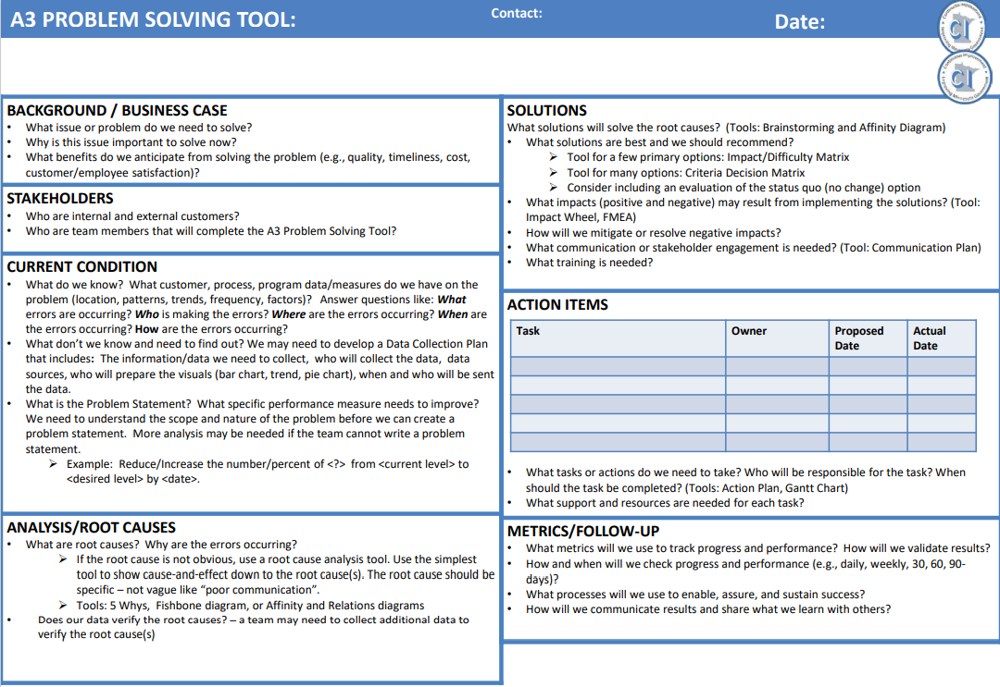 A3 PROBLEM SOLVING TOOL:
Contact:
Date:
CI
CI
BACKGROUND / BUSINESS CASE
• What issue or problem do we need to solve?
• Why is this issue important to solve now?
• What benefits do we anticipate from solving the problem (e.g., quality, timeliness, cost,
customer/employee satisfaction)?
STAKEHOLDERS
• Who are internal and external customers?
• Who are team members that will complete the A3 Problem Solving Tool?
CURRENT CONDITION
• What do we know? What customer, process, program data/measures do we have on the
problem (location, patterns, trends, frequency, factors)? Answer questions like: What
errors are occurring? Who is making the errors? Where are the errors occurring? When are
the errors occurring? How are the errors occurring?
• What don't we know and need to find out? We may need to develop a Data Collection Plan
that includes: The information/data we need to collect, who will collect the data, data
sources, who will prepare the visuals (bar chart, trend, pie chart), when and who will be sent
the data.
• What is the Problem Statement? What specific performance measure needs to improve?
We need to understand the scope and nature of the problem before we can create a
problem statement. More analysis may be needed if the team cannot write a problem
statement.
➢ Example: Reduce/Increase the number/percent of <?> from <current level> to
<desired level> by <date>.
ANALYSIS/ROOT CAUSES
• What are root causes? Why are the errors occurring?
➢ If the root cause is not obvious, use a root cause analysis tool. Use the simplest
tool to show cause-and-effect down to the root cause(s). The root cause should be
specific – not vague like "poor communication".
➢ Tools: 5 Whys, Fishbone diagram, or Affinity and Relations diagrams
• Does our data verify the root causes? – a team may need to collect additional data to
verify the root cause(s)
SOLUTIONS
What solutions will solve the root causes? (Tools: Brainstorming and Affinity Diagram)
• What solutions are best and we should recommend?
➢ Tool for a few primary options: Impact/Difficulty Matrix
➢ Tool for many options: Criteria Decision Matrix
➢ Consider including an evaluation of the status quo (no change) option
• What impacts (positive and negative) may result from implementing the solutions? (Tool:
Impact Wheel, FMEA)
• How will we mitigate or resolve negative impacts?
• What communication or stakeholder engagement is needed? (Tool: Communication Plan)
• What training is needed?
ACTION ITEMS
Task Owner Proposed Actual
Date Date
• What tasks or actions do we need to take? Who will be responsible for the task? When
should the task be completed? (Tools: Action Plan, Gantt Chart)
• What support and resources are needed for each task?
METRICS/FOLLOW-UP
• What metrics will we use to track progress and performance? How will we validate results?
• How and when will we check progress and performance (e.g., daily, weekly, 30, 60, 90-
days)?
• What processes will we use to enable, assure, and sustain success?
• How will we communicate results and share what we learn with others?